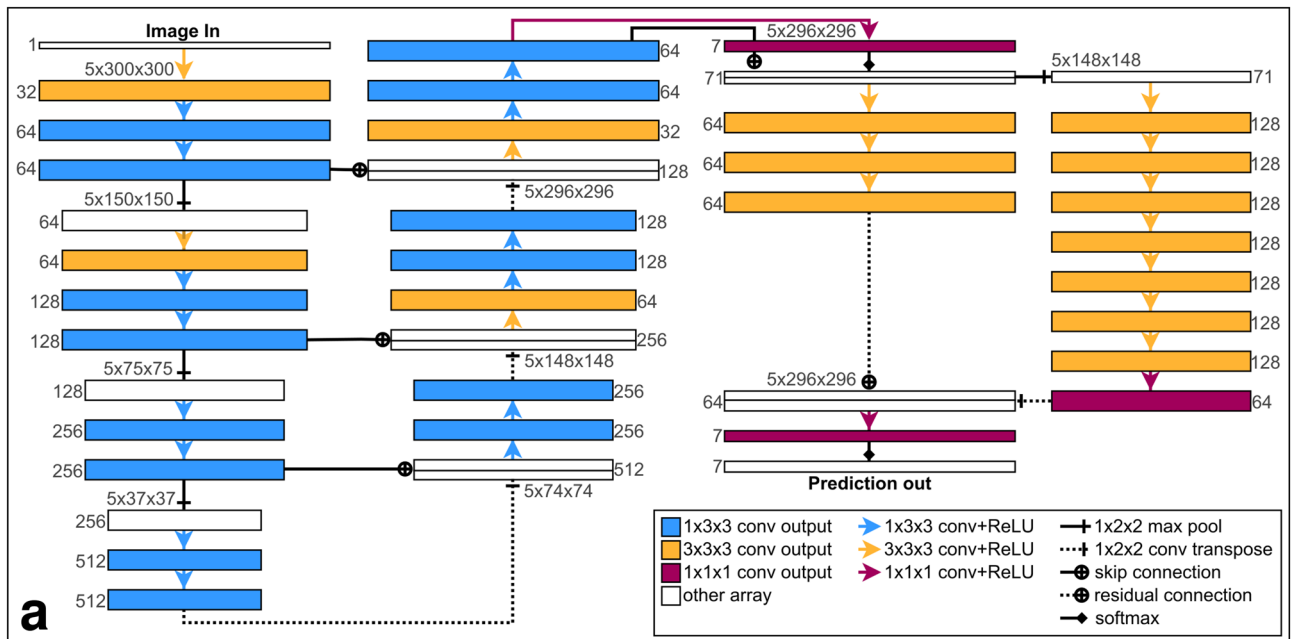 Image In
1
5x300x300
32
64
64
5x150x150
64
64
128
128
5x75x75
128
256
256
5x37x37
256
512
512
64
64
32
128
5x296x296
128
128
64
256
5x148x148
256
256
512
5x74x74
5x296x296
7
71
64
64
64
5x296x296
64
7
7
Prediction out
5x148x148
71
128
128
128
128
128
128
128
64
1x3x3 conv output
3x3x3 conv output
1x1x1 conv output
other array
1x3x3 conv+ReLU
3x3x3 conv+ReLU
1x1x1 conv+ReLU
1x2x2 max pool
1x2x2 conv transpose
skip connection
residual connection
softmax
a